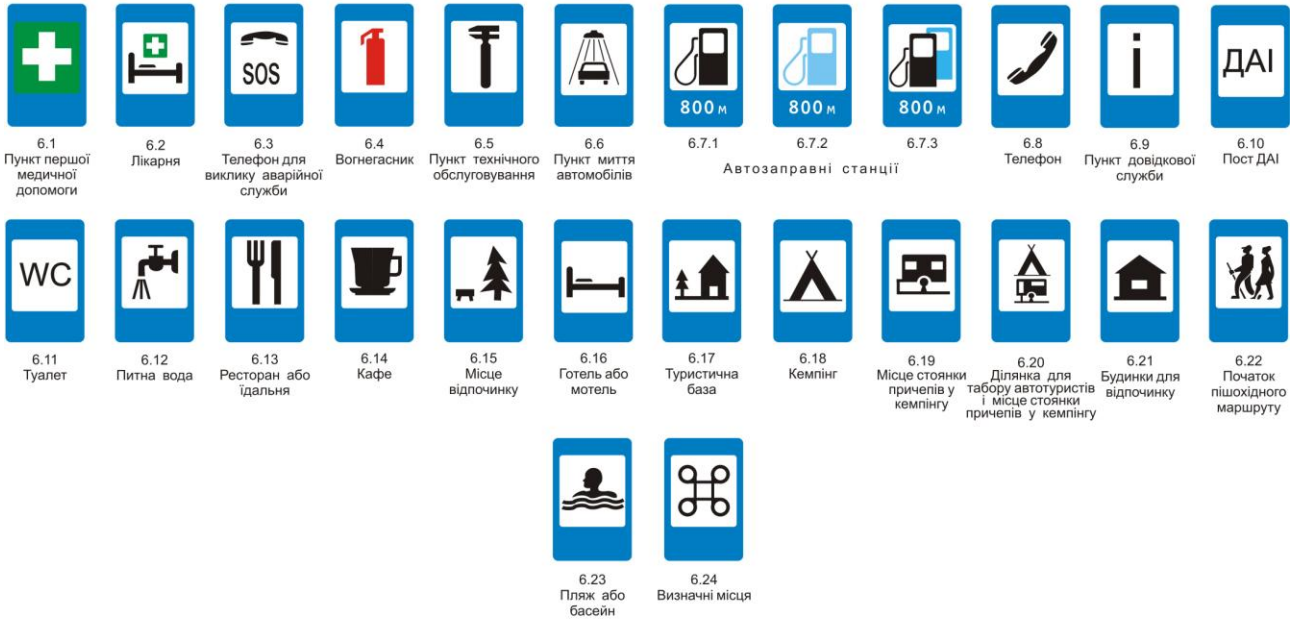 SOS
800 м
800 м
800 м
ДАІ
6.1
Пункт першої
медичної
допомоги
6.2
Лікарня
6.3
Телефон для
виклику аварійної
служби
6.4
Вогнегасник
6.5
Пункт технічного
обслуговування
6.6
Пункт миття
автомобілів
6.7.1
6.7.2
6.7.3
Автозаправні станції
6.8
Телефон
6.9
Пункт довідкової
служби
6.10
Пост ДАІ
WC
6.11
Туалет
6.12
Питна вода
6.13
Ресторан або
їдальня
6.14
Кафе
6.15
Місце
відпочинку
6.16
Готель або
мотель
6.17
Туристична
база
6.18
Кемпінг
6.19
Місце стоянки
причепів у
кемпінгу
6.20
Ділянка для
табору автотуристів
і місце стоянки
причепів у кемпінгу
6.21
Будинки для
відпочинку
6.22
Початок
пішохідного
маршруту
6.23
Пляж або
басейн
6.24
Визначні місця